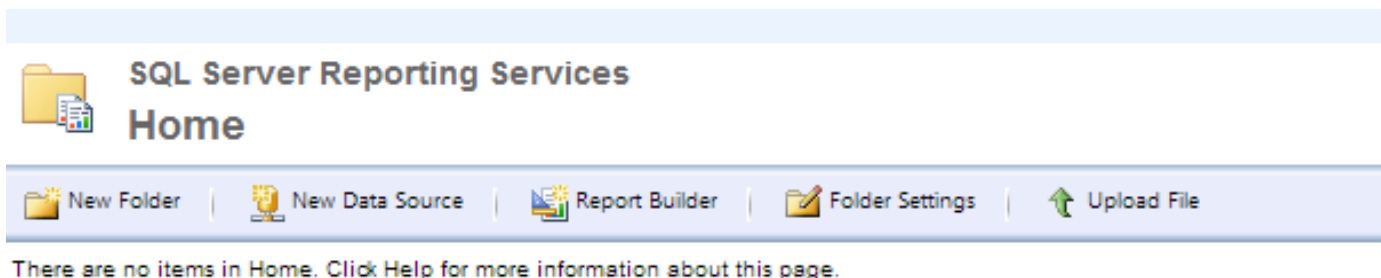 SQL Server Reporting Services
Home
New Folder | New Data Source | Report Builder | Folder Settings | Upload File
There are no items in Home. Click Help for more information about this page.